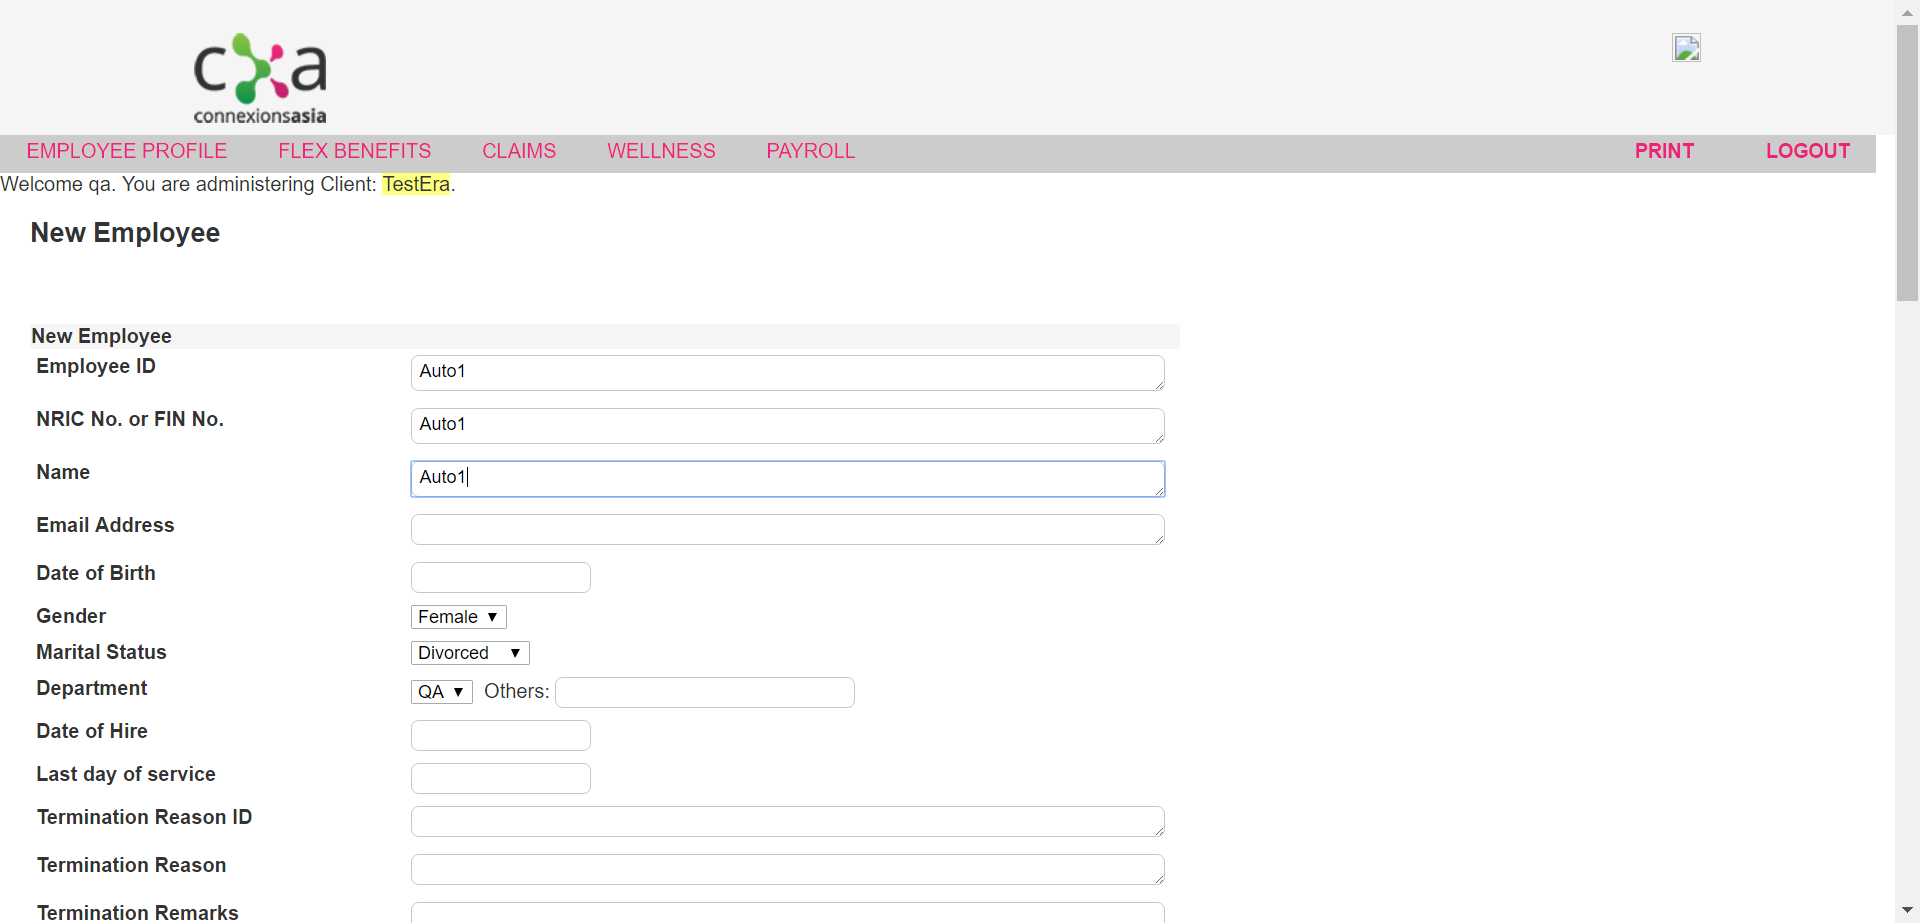 cxa
connexionsasia
EMPLOYEE PROFILE FLEX BENEFITS CLAIMS WELLNESS PAYROLL PRINT LOGOUT
Welcome qa. You are administering Client: TestEra.
New Employee
New Employee
Employee ID Auto1
NRIC No. or FIN No. Auto1
Name Auto1
Email Address
Date of Birth
Gender Female
Marital Status Divorced
Department QA Others:
Date of Hire
Last day of service
Termination Reason ID
Termination Reason
Termination Remarks